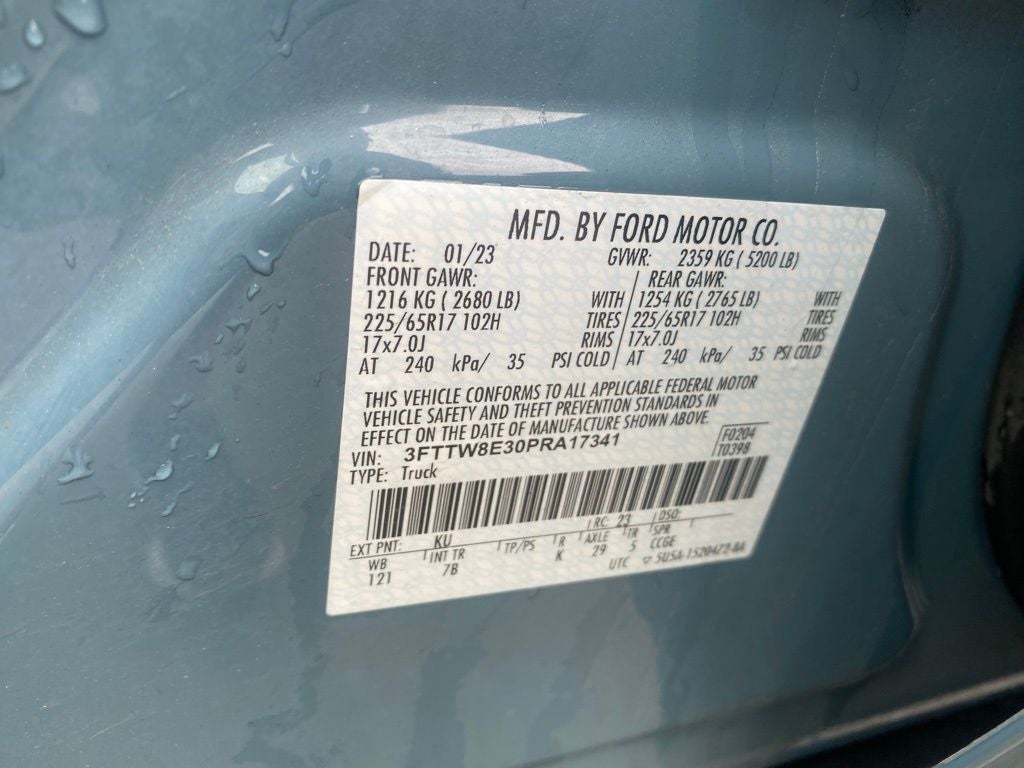 MFD. BY FORD MOTOR CO.
DATE: 01/23 GVWR: 2359 KG ( 5200 LB)
FRONT GAWR: REAR GAWR:
1216 KG ( 2680 LB) WITH 1254 KG ( 2765 LB) WITH
225/65R17 102H TIRES 225/65R17 102H TIRES
17x7.0J RIMS 17x7.0J RIMS
AT 240 kPa/ 35 PSI COLD AT 240 kPa/ 35 PSI COLD
THIS VEHICLE CONFORMS TO ALL APPLICABLE FEDERAL MOTOR
VEHICLE SAFETY AND THEFT PREVENTION STANDARDS IN
EFFECT ON THE DATE OF MANUFACTURE SHOWN ABOVE.
VIN: 3FTTW8E30PRA17341 F0204
TYPE: Truck T0398
EXT PNT: KU RC: 23 DSO:
WB INT TR TP/PS R AXLE TR SPR
121 7B K 29 5 CCGE
UTC 5U5A-1520472-BA